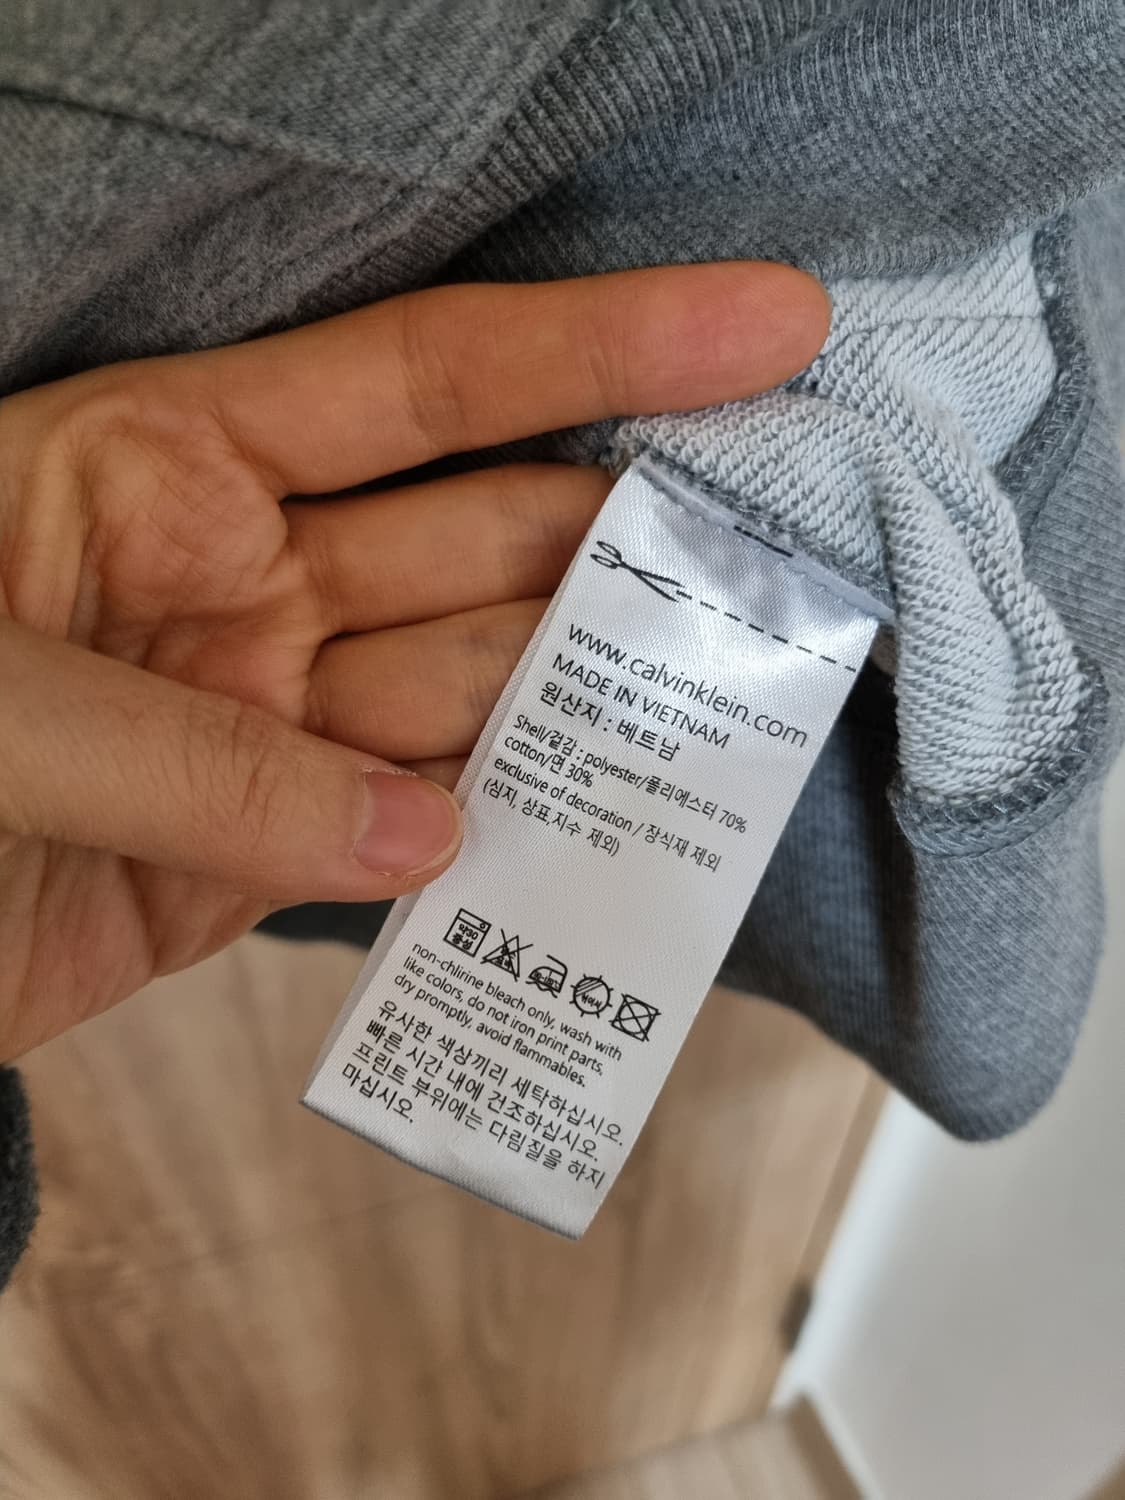 www.calvinklein.com
MADE IN VIETNAM
원산지 : 베트남
Shell/겉감 : polyester/폴리에스터 70%
cotton/면 30%
exclusive of decoration / 장식재 제외
(심지, 상표,지수 제외)
약30
중성
non-chlirine bleach only, wash with
like colors, do not iron print parts,
dry promptly, avoid flammables.
유사한 색상끼리 세탁하십시오.
빠른 시간 내에 건조하십시오.
프린트 부위에는 다림질을 하지
마십시오.